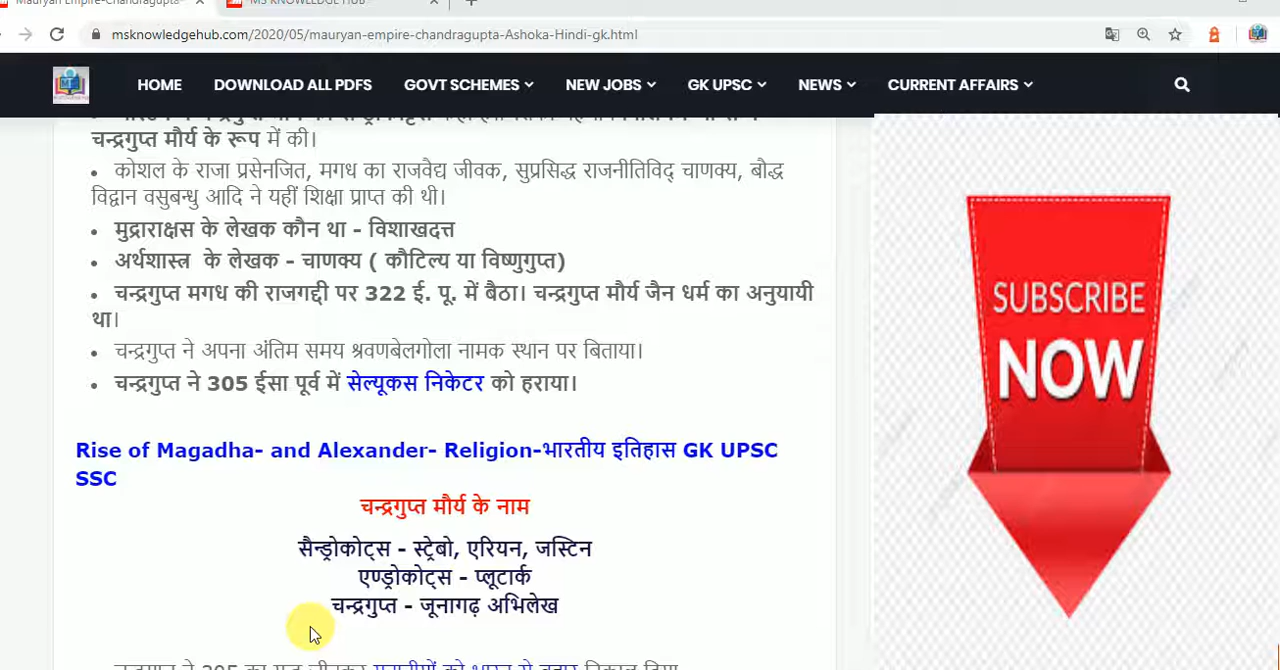 Mauryan Empire-Chandragupta-
MS KNOWLEDGE HUB
msknowledgehub.com/2020/05/mauryan-empire-chandragupta-Ashoka-Hindi-gk.html
HOME DOWNLOAD ALL PDFS GOVT SCHEMES NEW JOBS GK UPSC NEWS CURRENT AFFAIRS
चन्द्रगुप्त मौर्य के रूप में की।
कोशल के राजा प्रसेनजित, मगध का राजवैद्य जीवक, सुप्रसिद्ध राजनीतिविद् चाणक्य, बौद्ध
विद्वान वसुबन्धु आदि ने यहीं शिक्षा प्राप्त की थी।
मुद्राराक्षस के लेखक कौन था - विशाखदत्त
अर्थशास्त्र के लेखक - चाणक्य ( कौटिल्य या विष्णुगुप्त)
चन्द्रगुप्त मगध की राजगद्दी पर 322 ई. पू. में बैठा। चन्द्रगुप्त मौर्य जैन धर्म का अनुयायी
था।
चन्द्रगुप्त ने अपना अंतिम समय श्रवणबेलगोला नामक स्थान पर बिताया।
चन्द्रगुप्त ने 305 ईसा पूर्व में सेल्यूकस निकेटर को हराया।
Rise of Magadha- and Alexander- Religion-भारतीय इतिहास GK UPSC
SSC
चन्द्रगुप्त मौर्य के नाम
सैन्ड्रोकोट्स - स्ट्रेबो, एरियन, जस्टिन
एण्ड्रोकोट्स - प्लूटार्क
चन्द्रगुप्त - जूनागढ़ अभिलेख
SUBSCRIBE
NOW